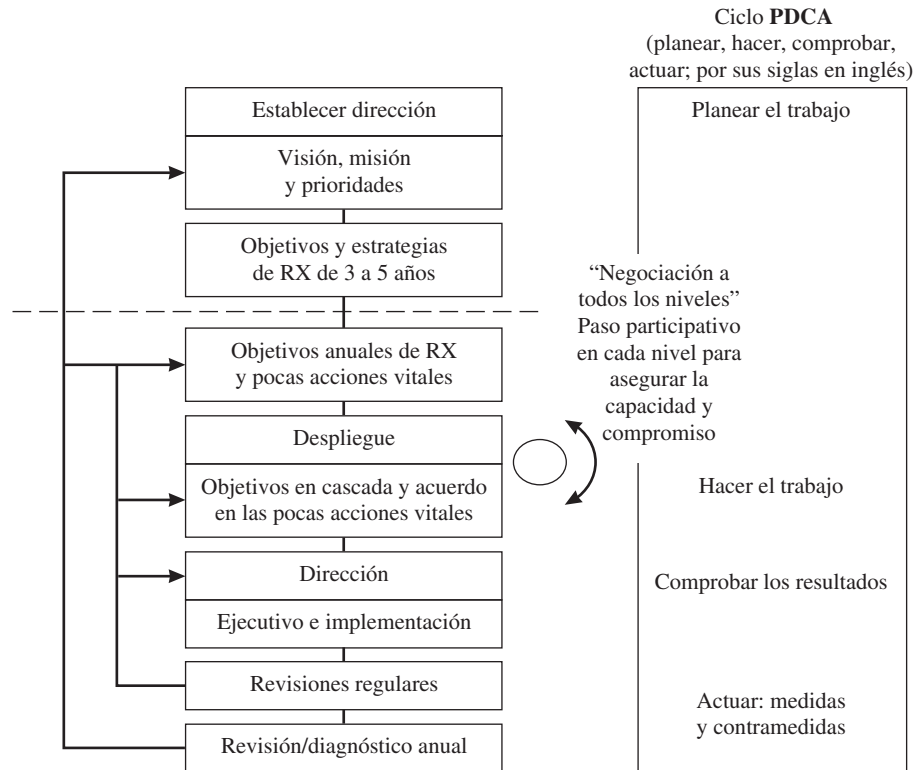 Ciclo PDCA
(planear, hacer, comprobar,
actuar; por sus siglas en inglés)
Establecer dirección
Planear el trabajo
Visión, misión
y prioridades
Objetivos y estrategias
de RX de 3 a 5 años
“Negociación a
todos los niveles”
Paso participativo
en cada nivel para
asegurar la
capacidad y
compromiso
Objetivos anuales de RX
y pocas acciones vitales
Despliegue
Objetivos en cascada y acuerdo
en las pocas acciones vitales
Hacer el trabajo
Dirección
Comprobar los resultados
Ejecutivo e implementación
Revisiones regulares
Actuar: medidas
y contramedidas
Revisión/diagnóstico anual